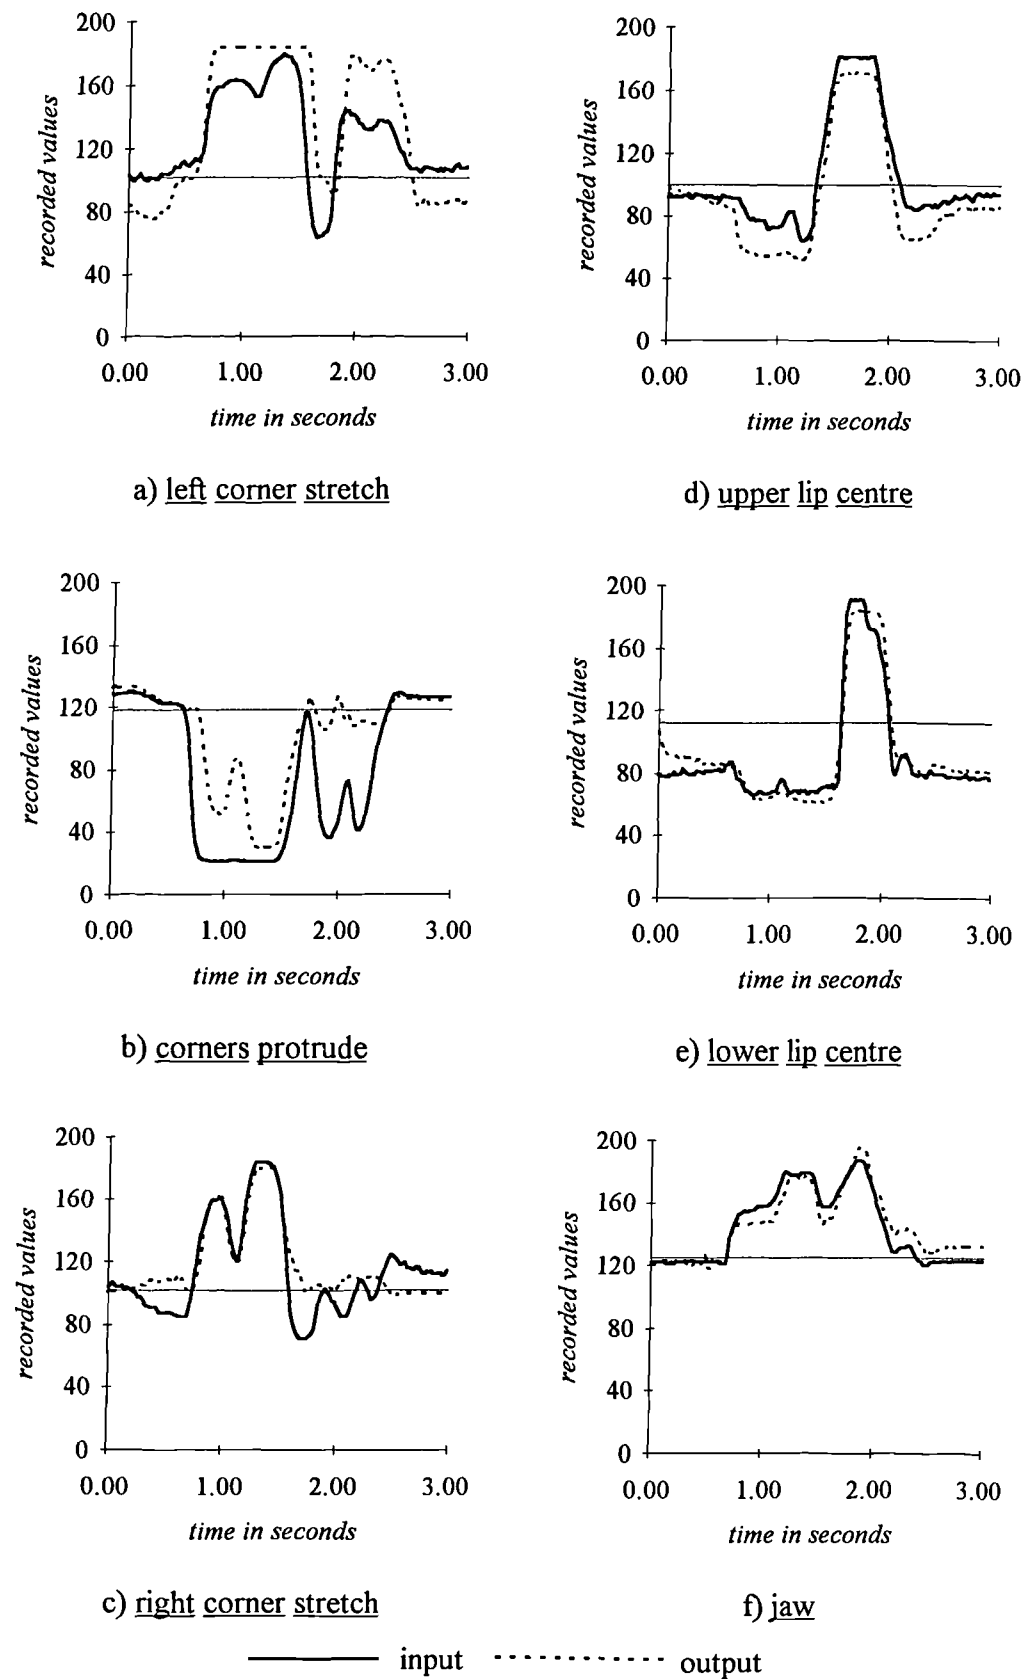 200
160
120
80
40
0
recorded values
0.00 1.00 2.00 3.00
time in seconds
a) left corner stretch
200
160
120
80
40
0
recorded values
0.00 1.00 2.00 3.00
time in seconds
d) upper lip centre
200
160
120
80
40
0
recorded values
0.00 1.00 2.00 3.00
time in seconds
b) corners protrude
200
160
120
80
40
0
recorded values
0.00 1.00 2.00 3.00
time in seconds
e) lower lip centre
200
160
120
80
40
0
recorded values
0.00 1.00 2.00 3.00
time in seconds
c) right corner stretch
200
160
120
80
40
0
recorded values
0.00 1.00 2.00 3.00
time in seconds
f) jaw
input output